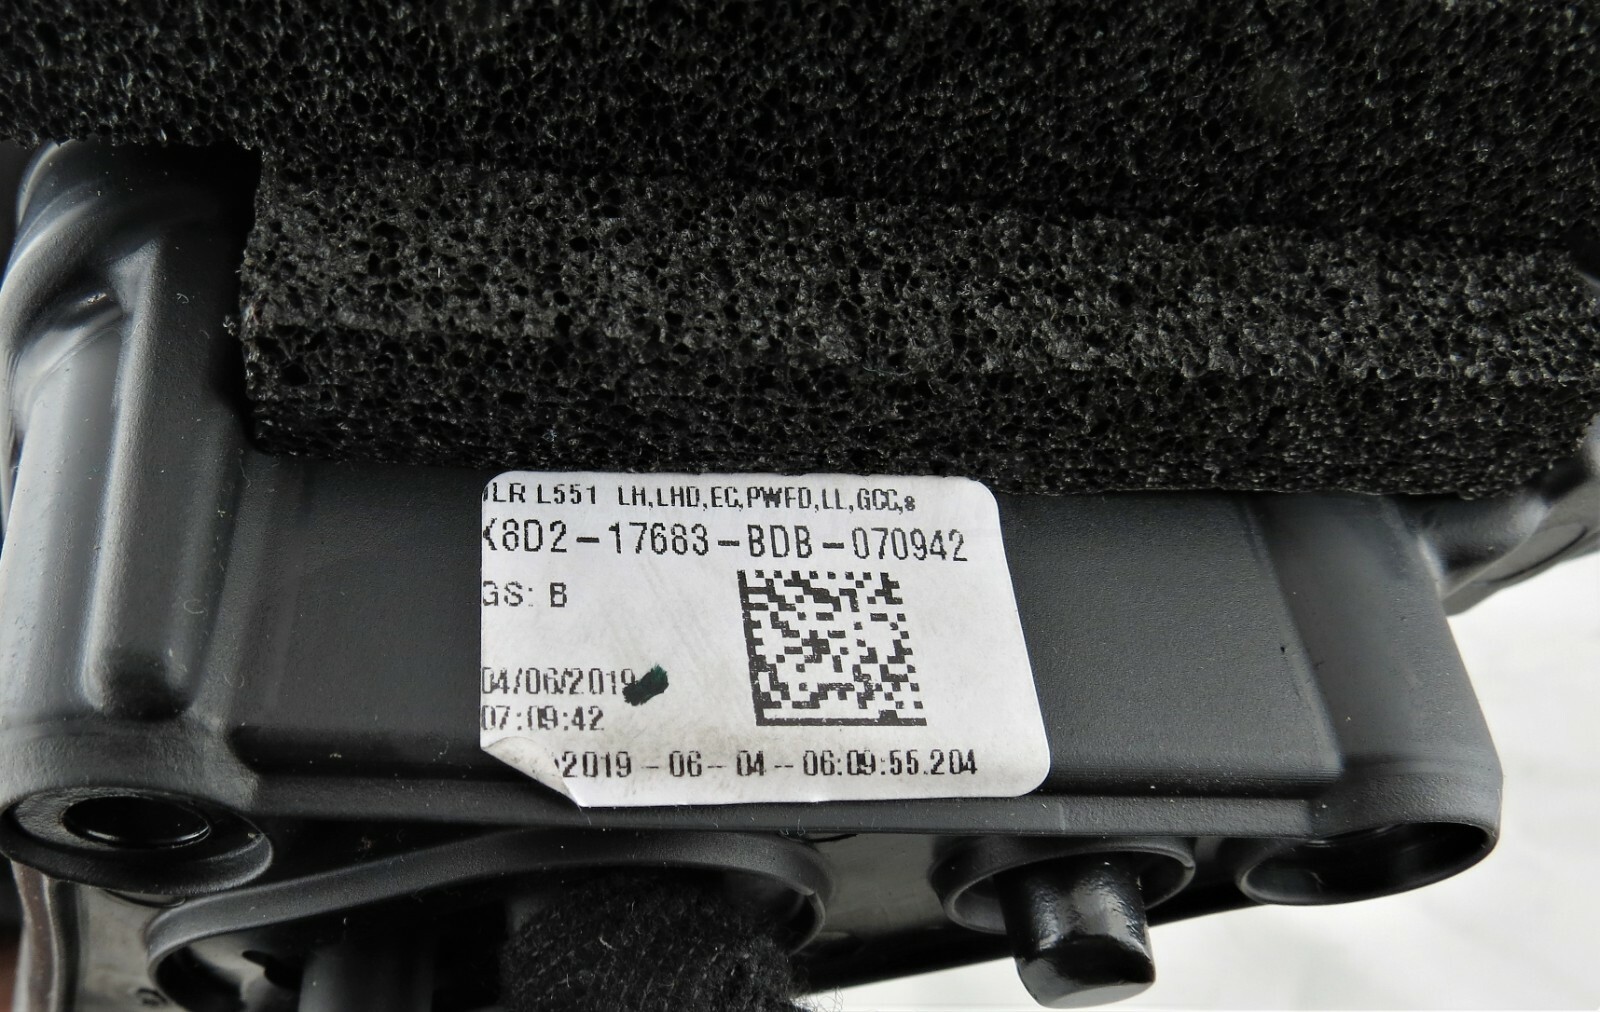 JLR L551 LH,LHD,EC,PWFD,LL,GCC,8
K8D2-17683-BDB-070942
GS: B
04/06/2019
07:09:42
2019-06-04-06:09:55.204